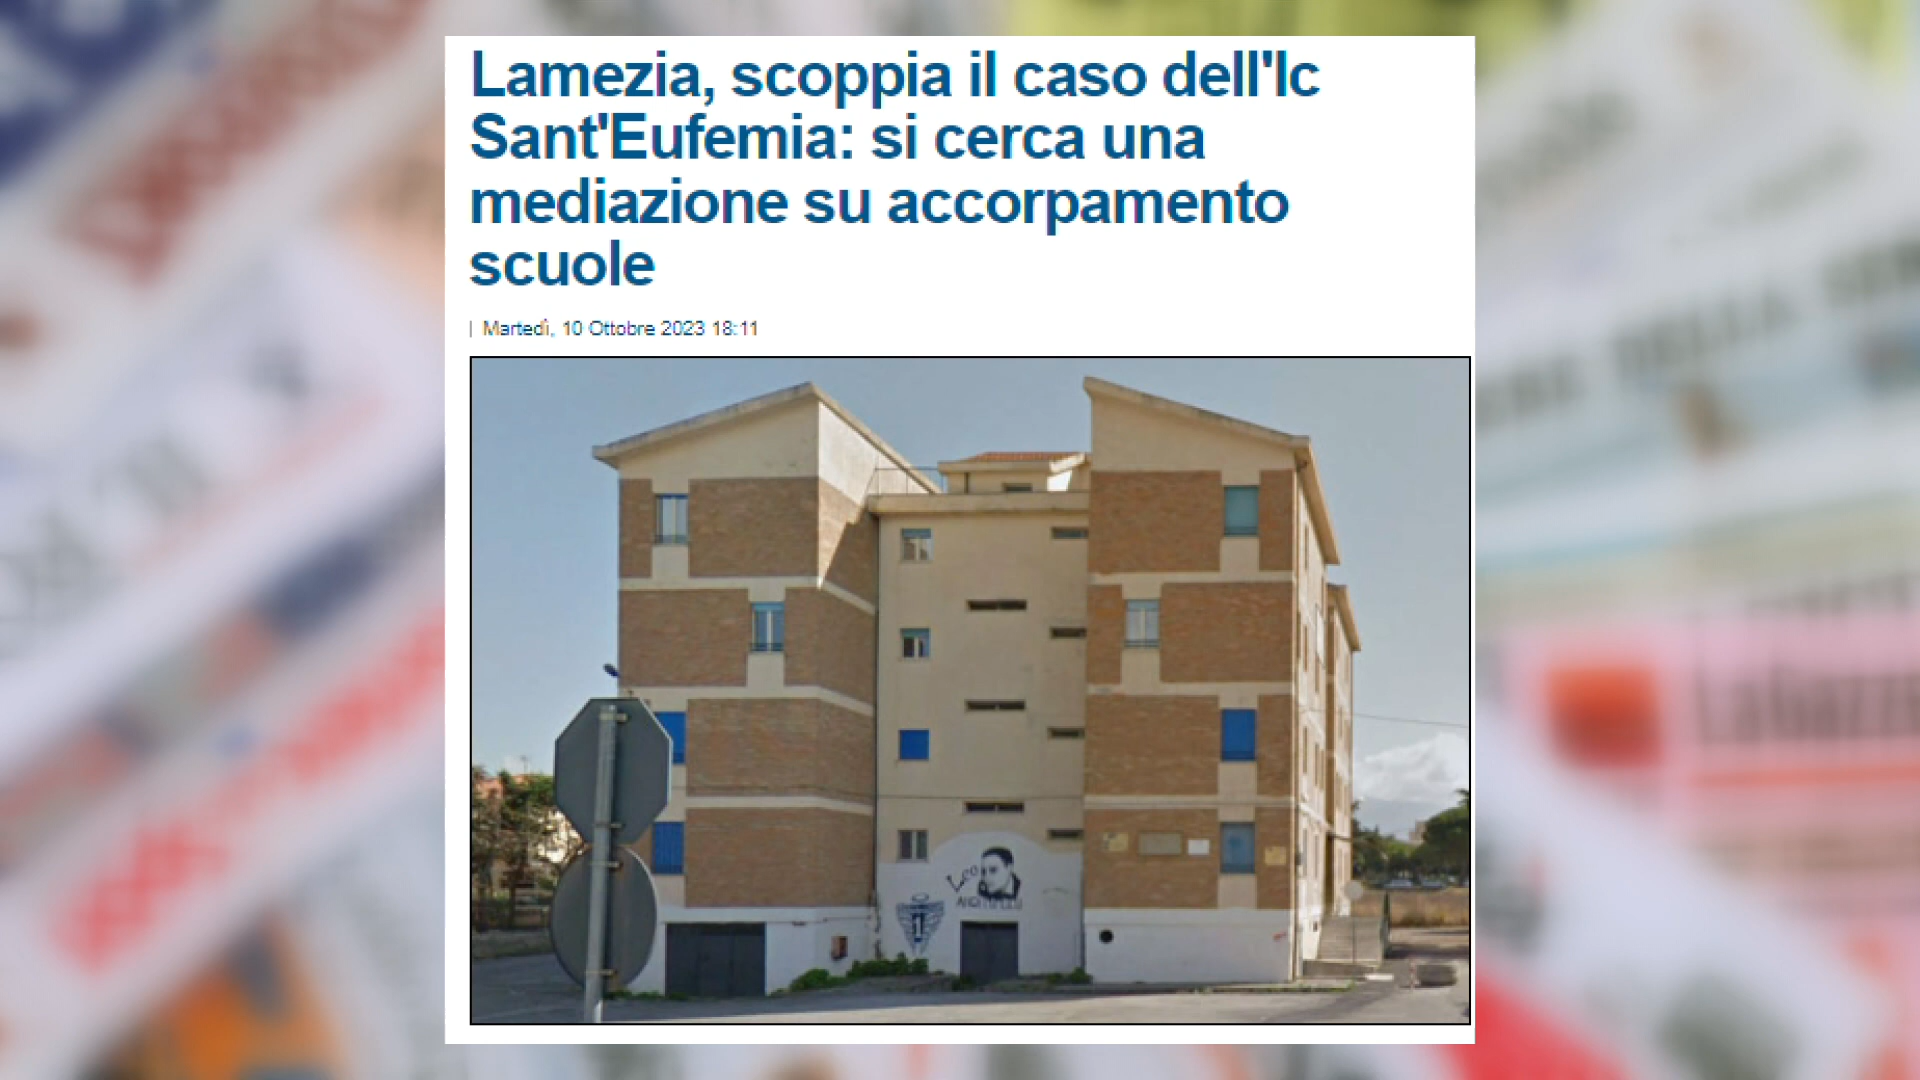 Lamezia, scoppia il caso dell'Ic
Sant'Eufemia: si cerca una
mediazione su accorpamento
scuole
| Martedì, 10 Ottobre 2023 18:11
Leo
1